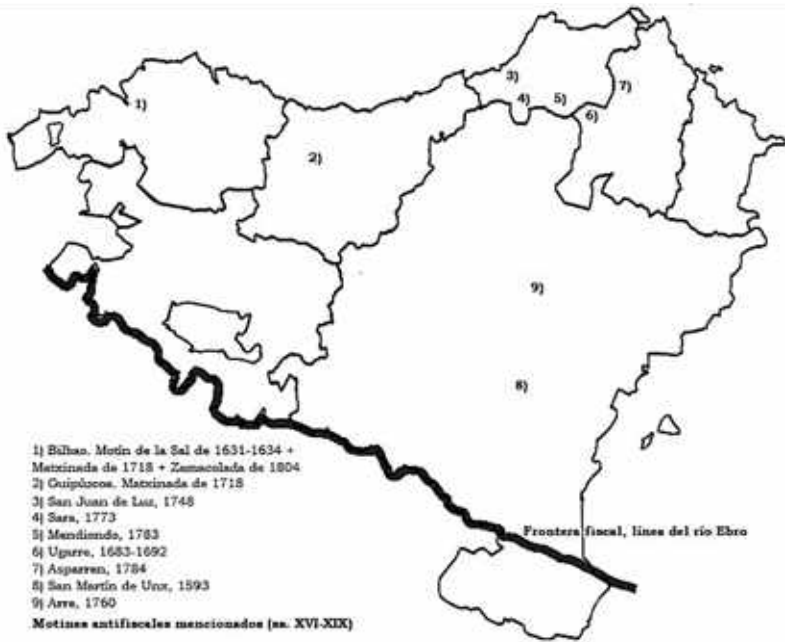 1)
2)
3)
4)
5)
6)
7)
9)
8)
1) Bilbao. Motín de la Sal de 1631-1634 +
Matxinada de 1718 + Zamacolada de 1804
2) Guipúzcoa. Matxinada de 1718
3) San Juan de Luz, 1748
4) Sara, 1773
5) Mendiondo, 1783
6) Ugarre, 1683-1692
7) Asparren, 1784
8) San Martín de Unx, 1593
9) Arre, 1760
Motines antifiscales mencionados (ss. XVI-XIX)
Frontera fiscal, línea del río Ebro